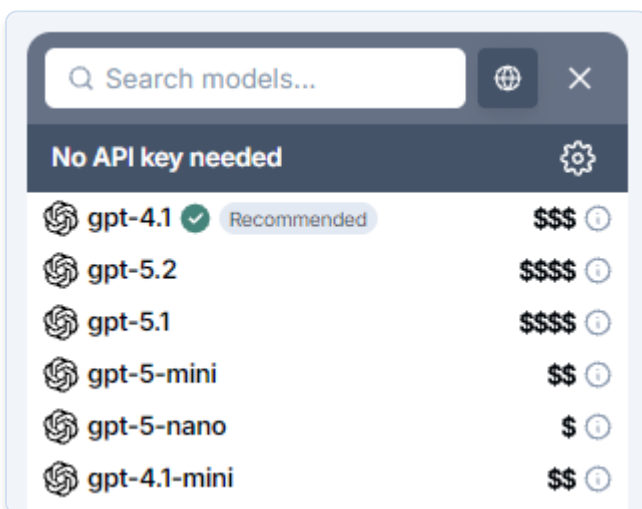 Search models...
No API key needed
gpt-4.1 Recommended $$$
gpt-5.2 $$$$
gpt-5.1 $$$$
gpt-5-mini $$
gpt-5-nano $
gpt-4.1-mini $$